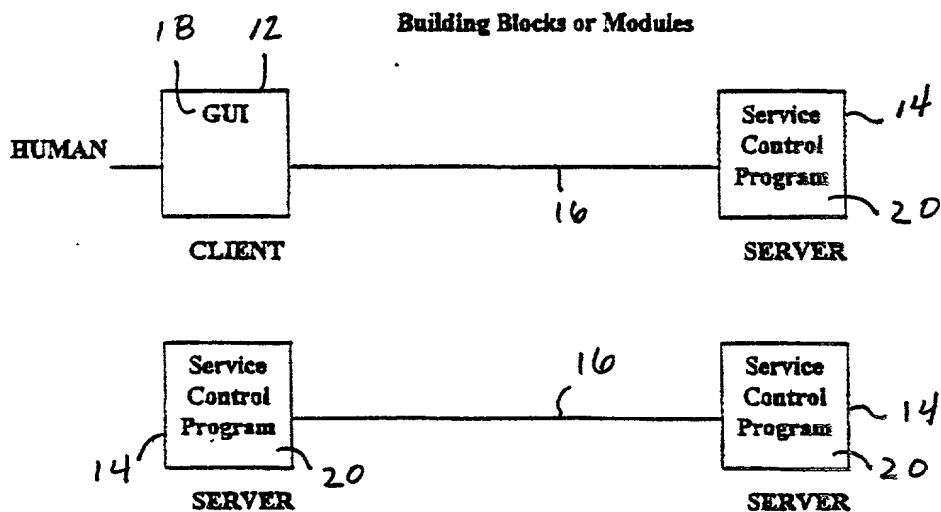 18 12 Building Blocks or Modules
GUI
Service
Control
Program
14
HUMAN
16
20
CLIENT
SERVER
Service
Control
Program
16
Service
Control
Program
14
14
20
20
SERVER
SERVER